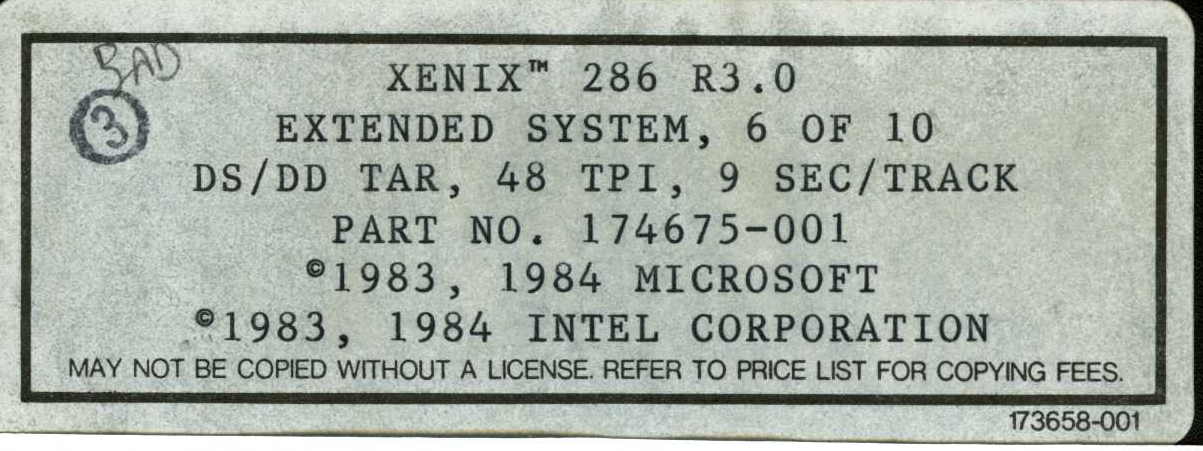 BAD
3
XENIX™ 286 R3.0
EXTENDED SYSTEM, 6 OF 10
DS/DD TAR, 48 TPI, 9 SEC/TRACK
PART NO. 174675-001
©1983, 1984 MICROSOFT
©1983, 1984 INTEL CORPORATION
MAY NOT BE COPIED WITHOUT A LICENSE. REFER TO PRICE LIST FOR COPYING FEES.
173658-001